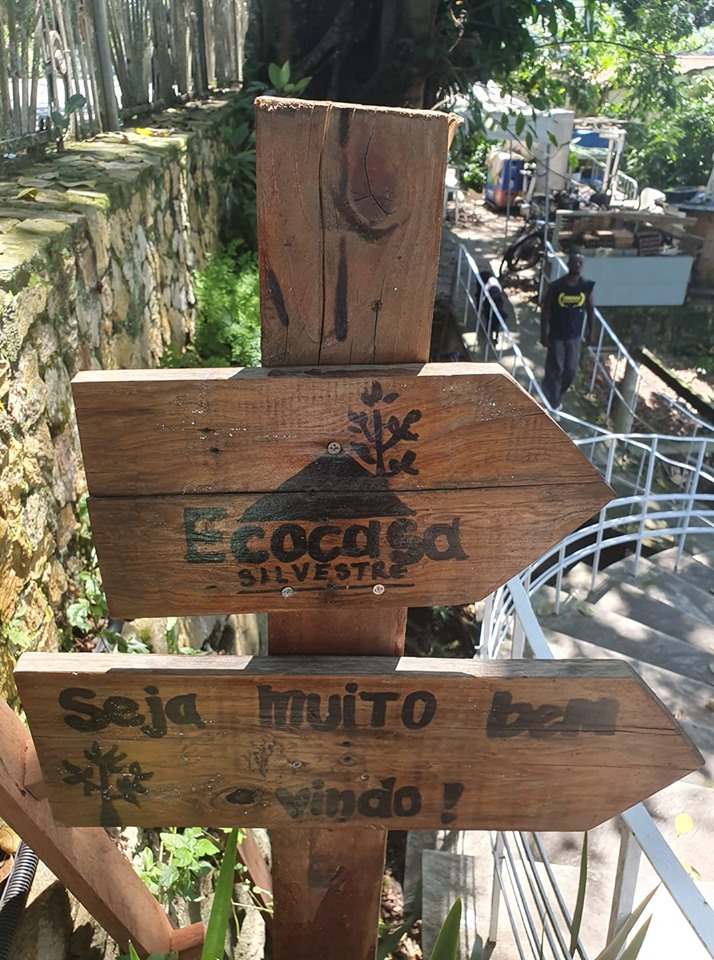 Ecocasa
SILVESTRE
Seja muiTo bem
vindo!